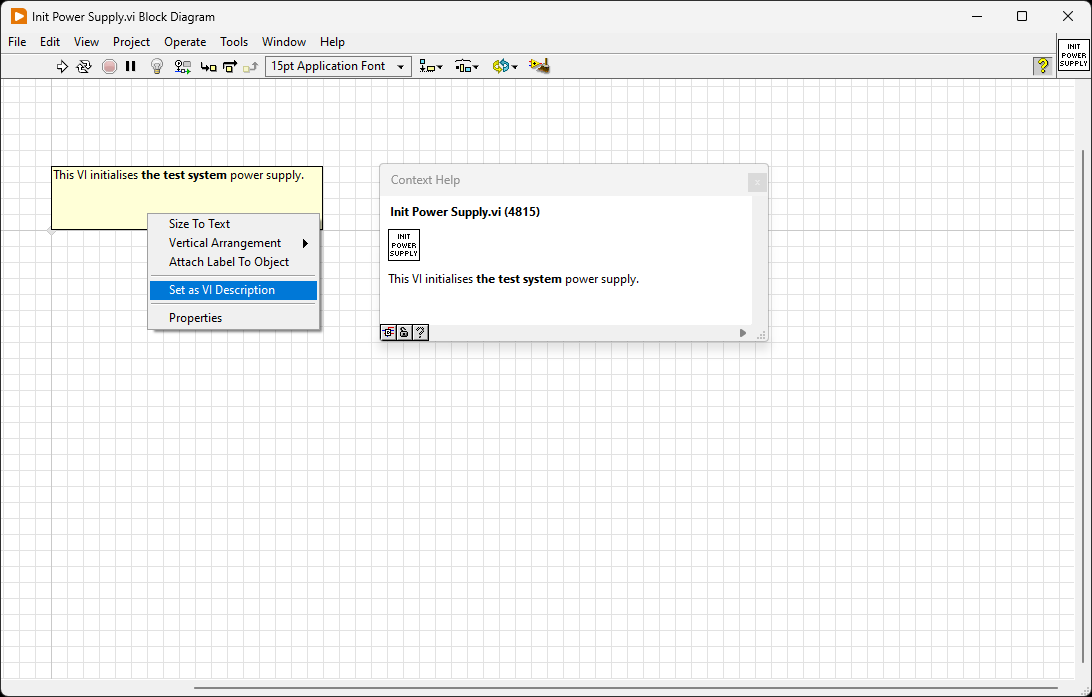 Init Power Supply.vi Block Diagram
File Edit View Project Operate Tools Window Help
15pt Application Font
?
INIT
POWER
SUPPLY
This VI initialises the test system power supply.
Size To Text
Vertical Arrangement
Attach Label To Object
Set as VI Description
Properties
Context Help
Init Power Supply.vi (4815)
INIT
POWER
SUPPLY
This VI initialises the test system power supply.
?